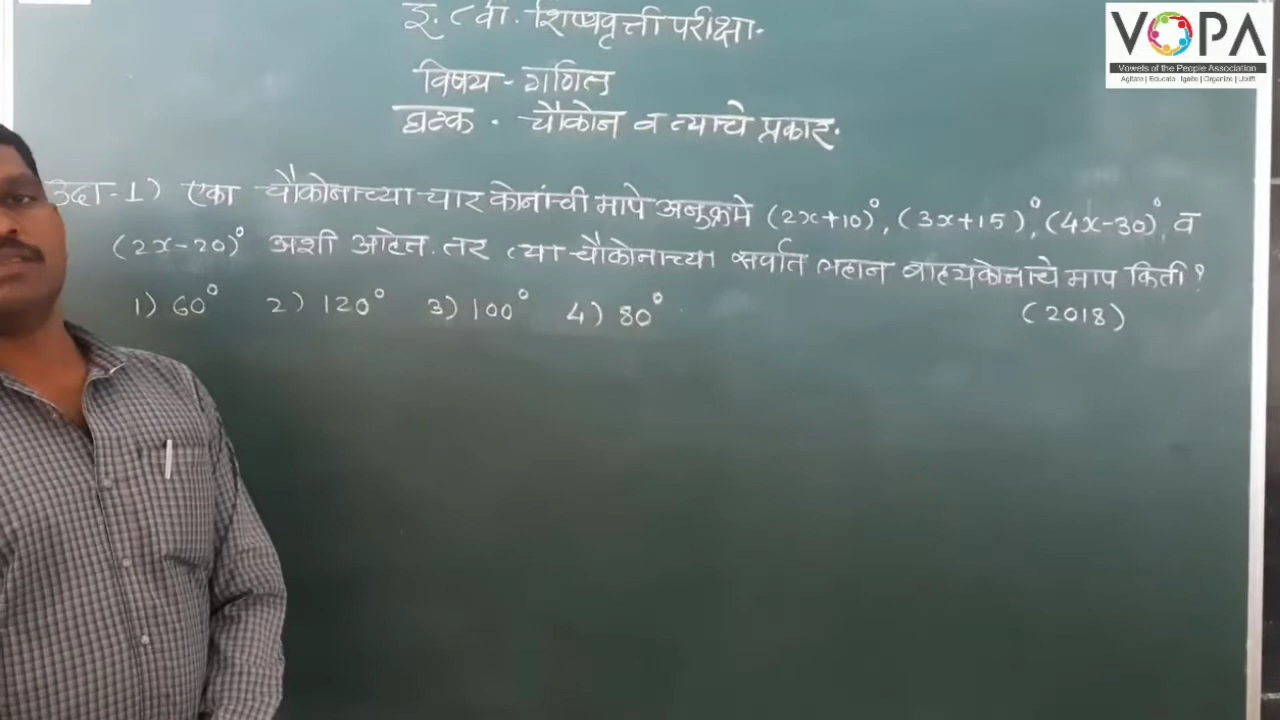 इ. ८ वी. शिष्यवृत्ती परीक्षा.
विषय - गणित
घटक . चौकोन व त्याचे प्रकार.
उदा-1) एका चौकोनाच्या चार कोनांची मापे अनुक्रमे (2x+10)°, (3x+15)°, (4x-30)°, व
(2x-20)° अशी आहेत. तर त्या चौकोनाच्या सर्वात लहान बाह्यकोनाचे माप किती?
1) 60° 2) 120° 3) 100° 4) 80°
(2018)
VOPA
Vowels of the People Association
Agitate | Educate | Ignite | Organize | Uplift